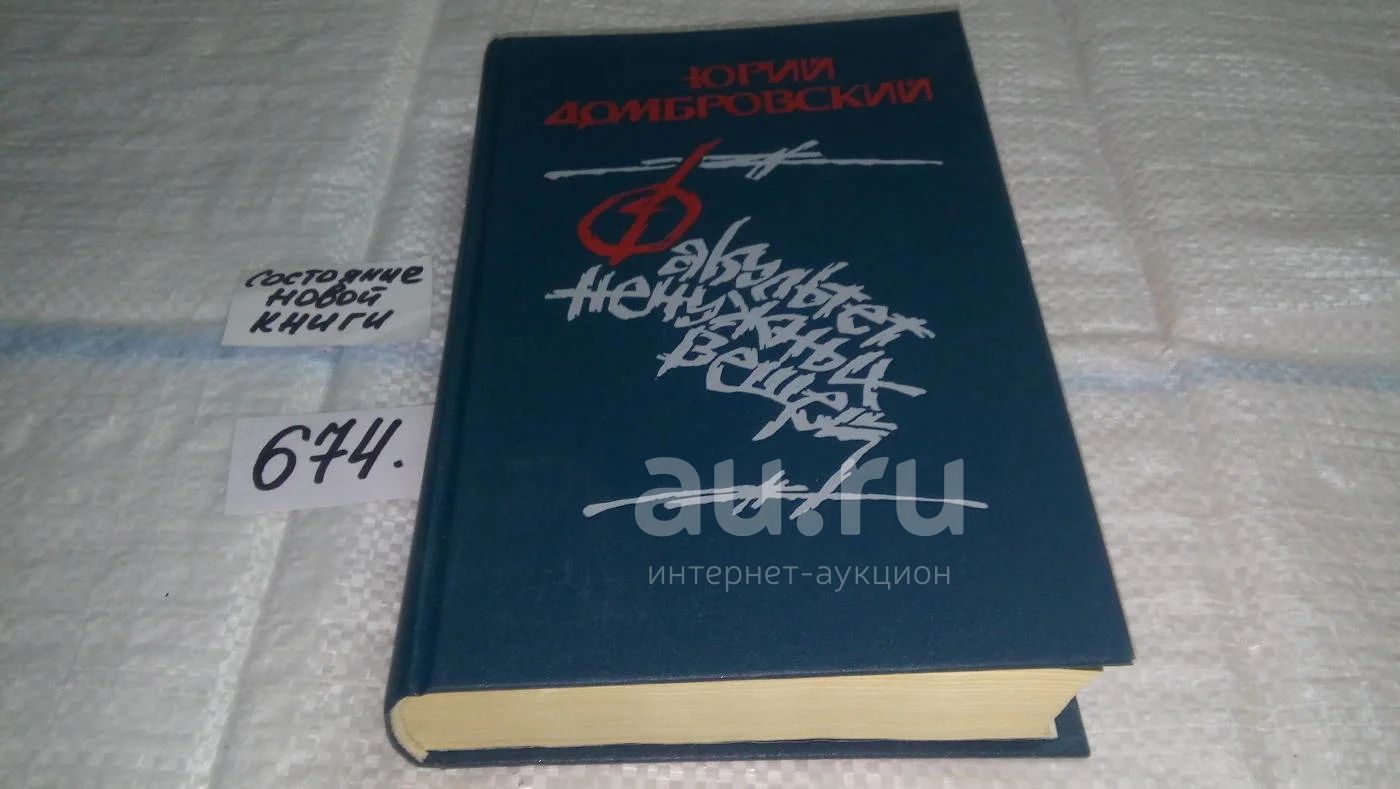 ЮРИЙ
ДОМБРОВСКИЙ
Факультет
ненужных
вещей
состояние
новой
книги
674.
au.ru
интернет-аукцион